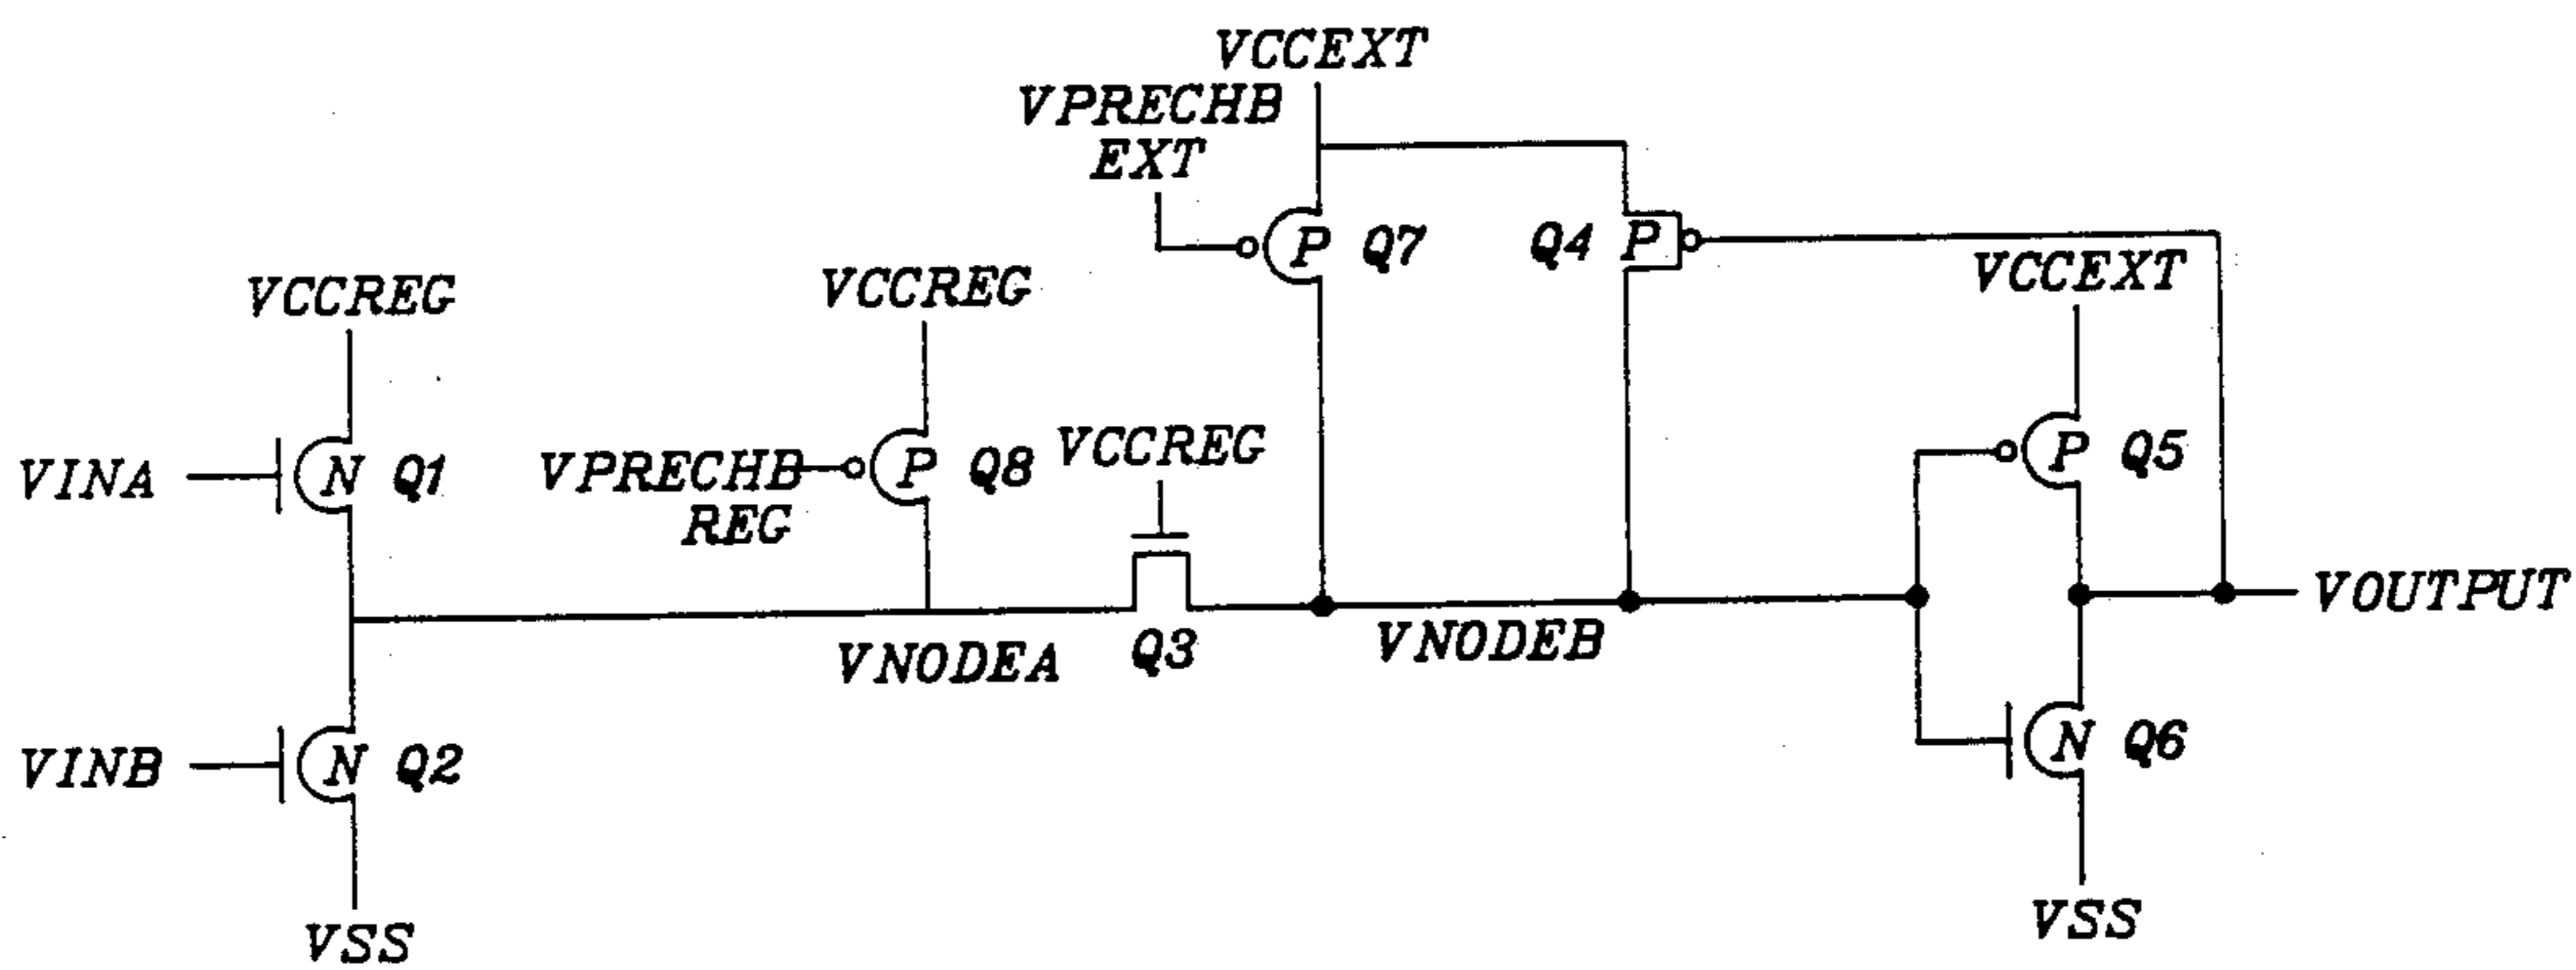 VCCEXT
VPRECHB
EXT
P Q7
Q4 P
VCCEXT
VCCREG
VCCREG
VINA
N Q1
VPRECHB
REG
P Q8
VCCREG
P Q5
VOUTPUT
VNODEA
Q3
VNODEB
VINB
N Q2
N Q6
VSS
VSS